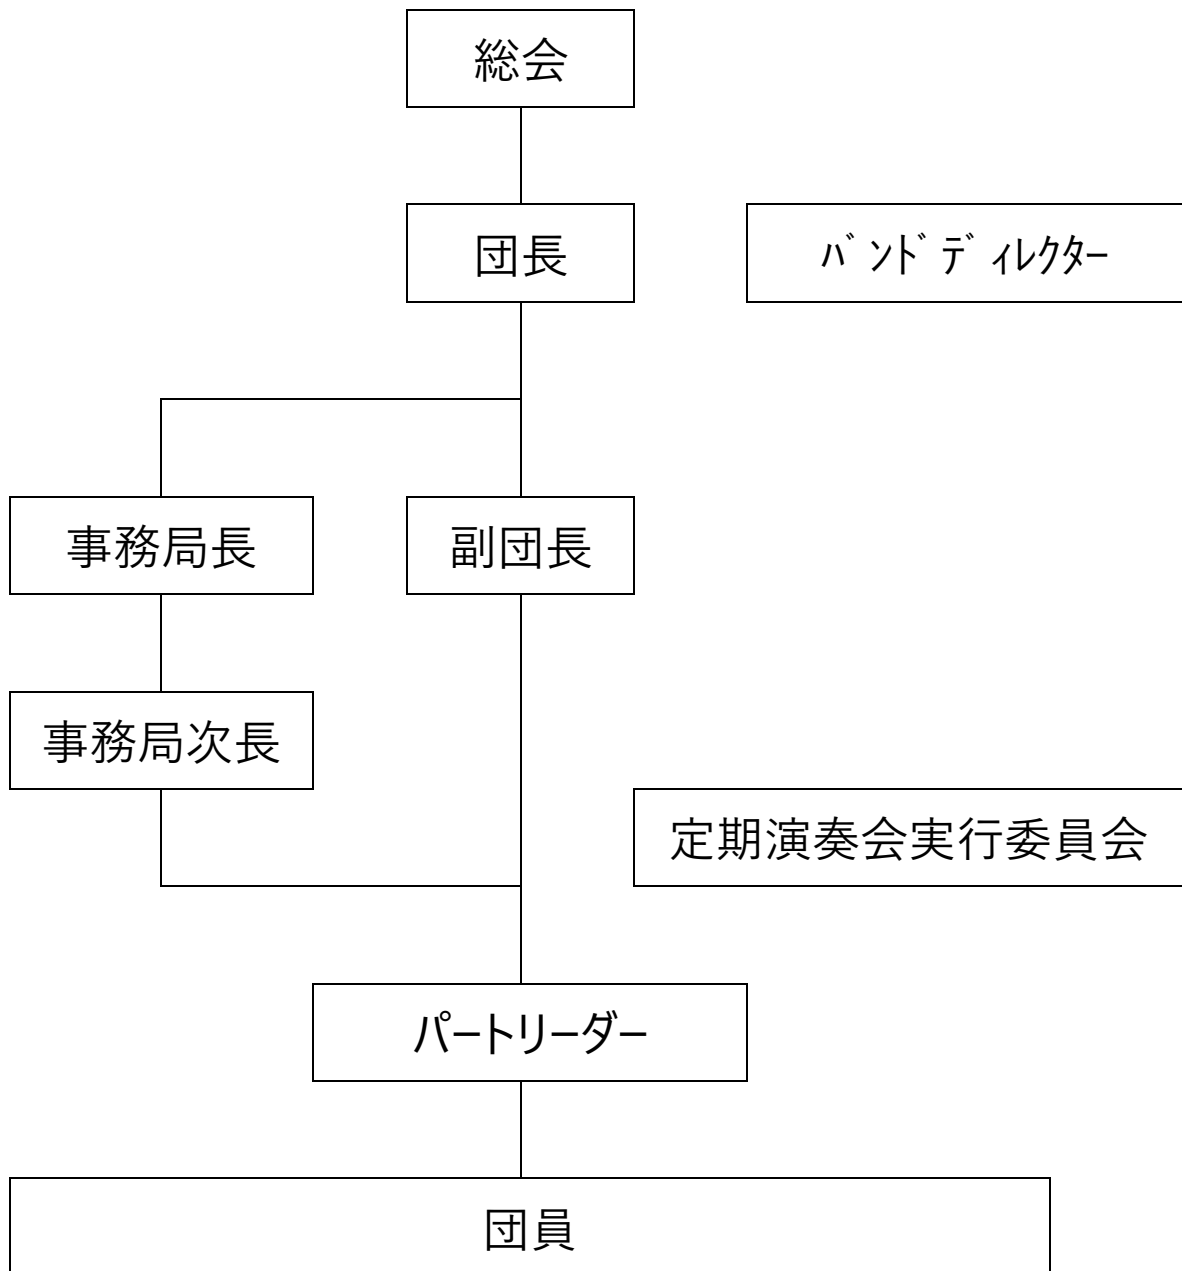 総会
団長
ﾊﾞﾝﾄﾞﾃﾞｨﾚｸﾀｰ
事務局長
副団長
事務局次長
定期演奏会実行委員会
パートリーダー
団員